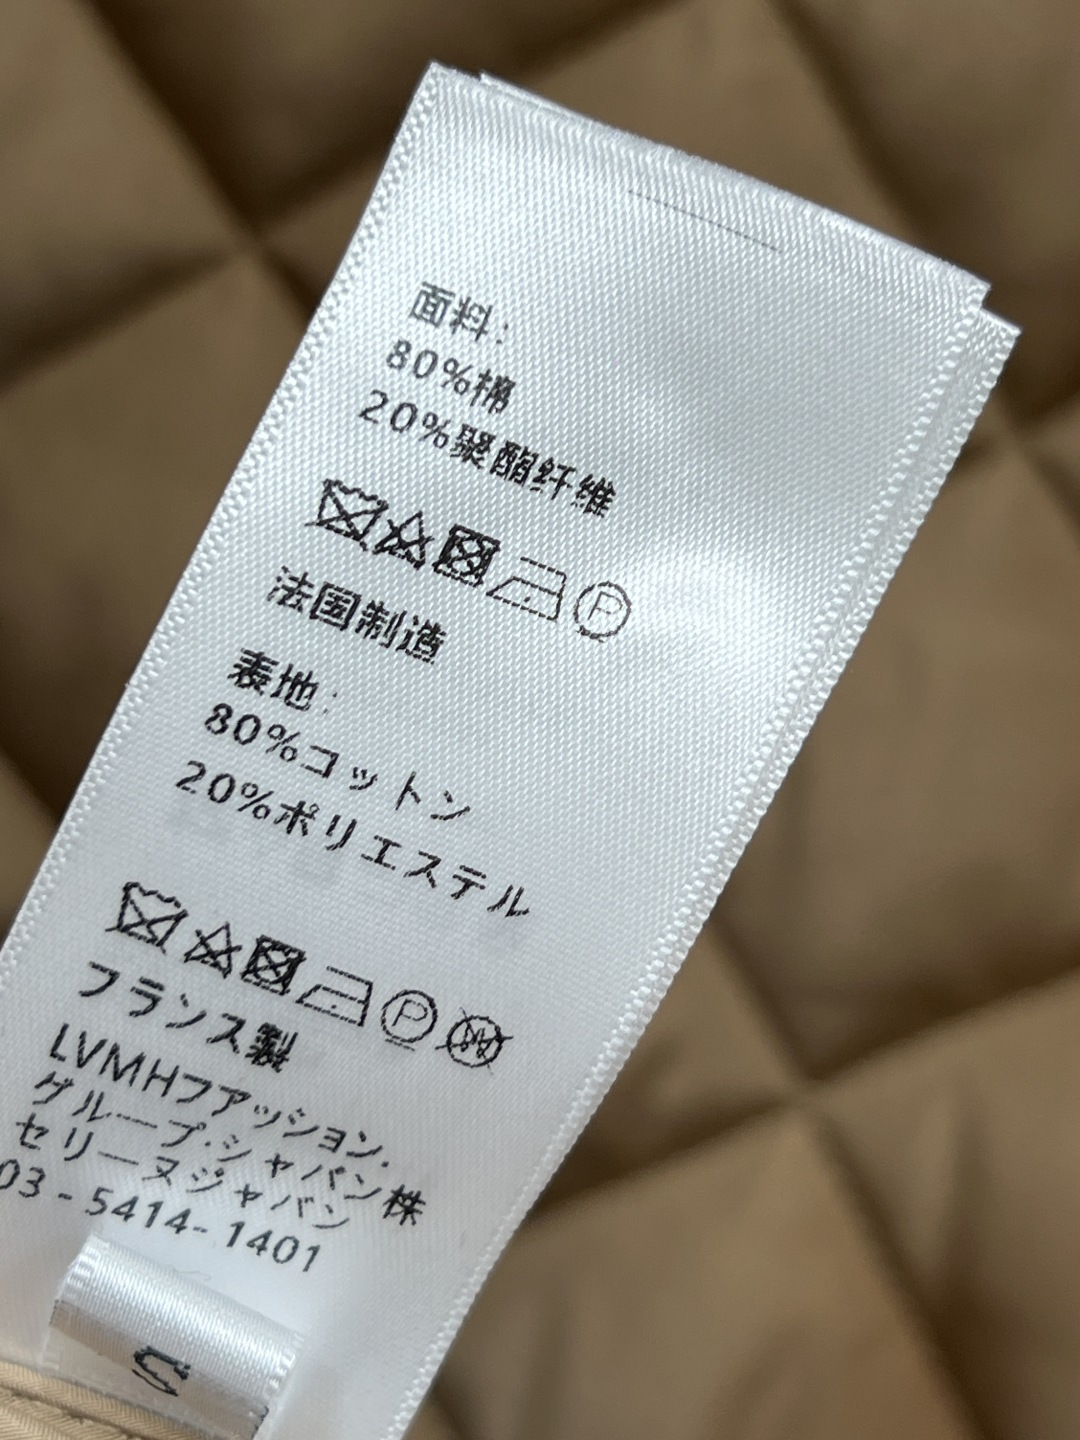 面料:
80%棉
20%聚酯纤维
P
法国制造
表地:
80%コットン
20%ポリエステル
P W
フランス製
LVMHファッション.
グループ.ジャパン株
セリーヌジャパン
03-5414-1401
S